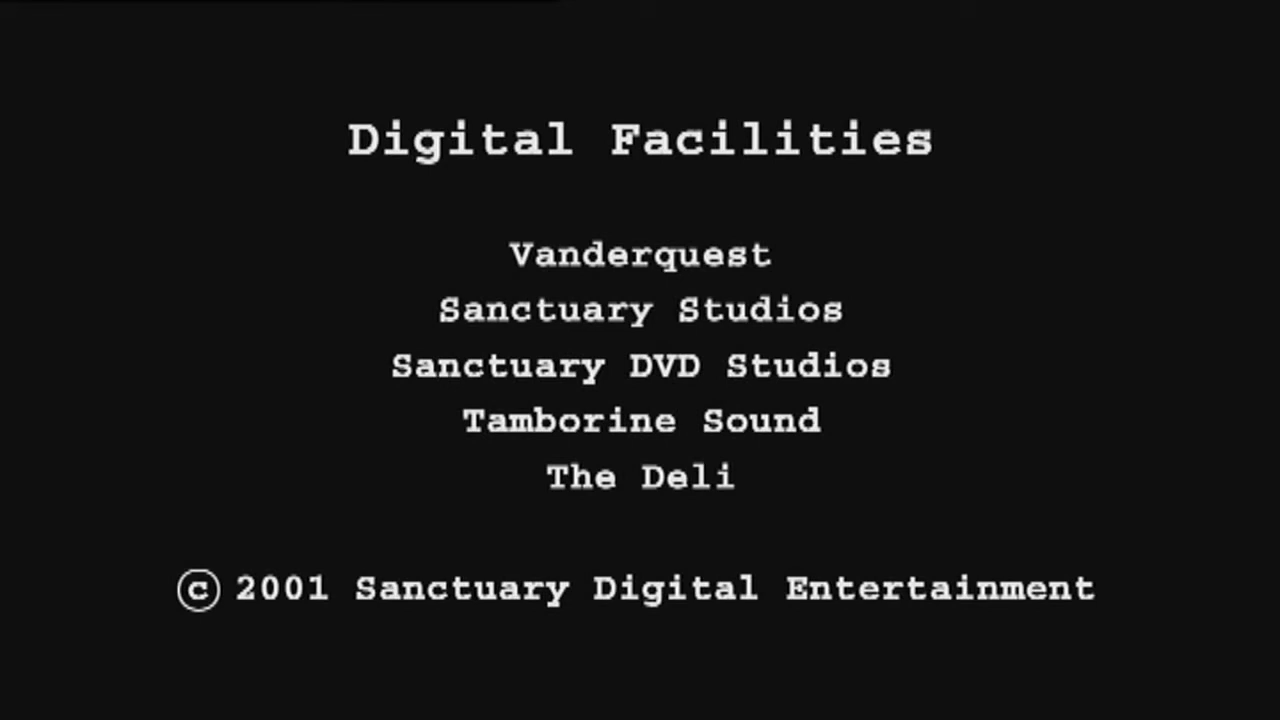 Digital Facilities
Vanderquest
Sanctuary Studios
Sanctuary DVD Studios
Tamborine Sound
The Deli
© 2001 Sanctuary Digital Entertainment